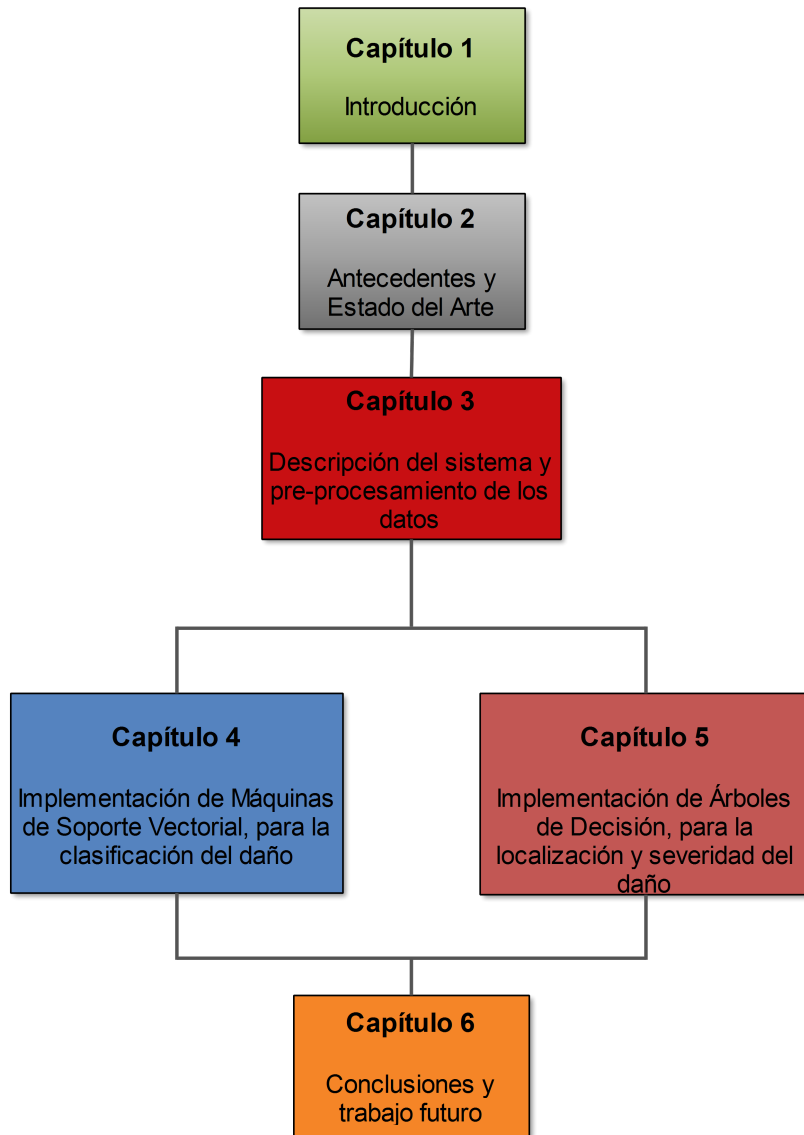 Capítulo 1
Introducción
Capítulo 2
Antecedentes y
Estado del Arte
Capítulo 3
Descripción del sistema y
pre-procesamiento de los
datos
Capítulo 4
Implementación de Máquinas
de Soporte Vectorial, para la
clasificación del daño
Capítulo 5
Implementación de Árboles
de Decisión, para la
localización y severidad del
daño
Capítulo 6
Conclusiones y
trabajo futuro